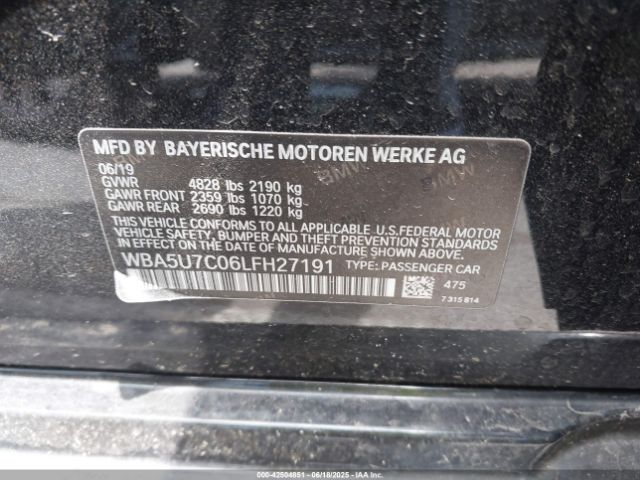 MFD BY BAYERISCHE MOTOREN WERKE AG
06/19
GVWR 4828 lbs 2190 kg
GAWR FRONT 2359 lbs 1070 kg
GAWR REAR 2690 lbs 1220 kg
THIS VEHICLE CONFORMS TO ALL APPLICABLE U.S.FEDERAL MOTOR
VEHICLE SAFETY, BUMPER AND THEFT PREVENTION STANDARDS IN
EFFECT ON THE DATE OF MANUFACTURE SHOWN ABOVE.
WBA5U7C06LFH27191 TYPE: PASSENGER CAR
475
7 315 814
000-42504851 - 06/18/2025 - COPYRIGHT IAA, LLC.